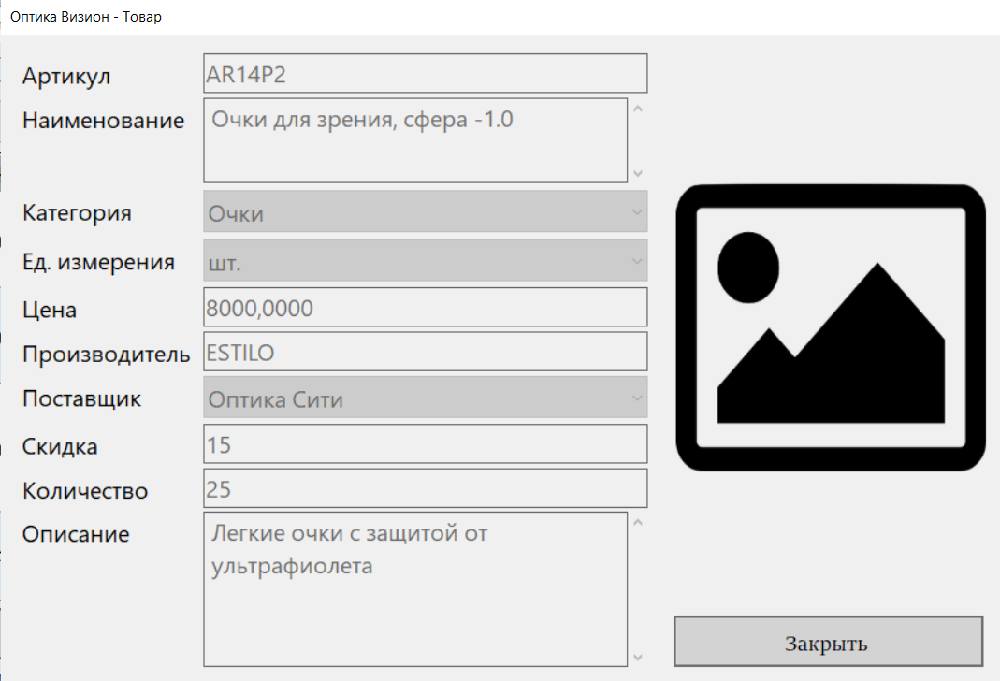 Оптика Визион - Товар
Артикул AR14P2
Наименование Очки для зрения, сфера -1.0
Категория Очки
Ед. измерения шт.
Цена 8000,0000
Производитель ESTILO
Поставщик Оптика Сити
Скидка 15
Количество 25
Описание Легкие очки с защитой от
ультрафиолета
Закрыть